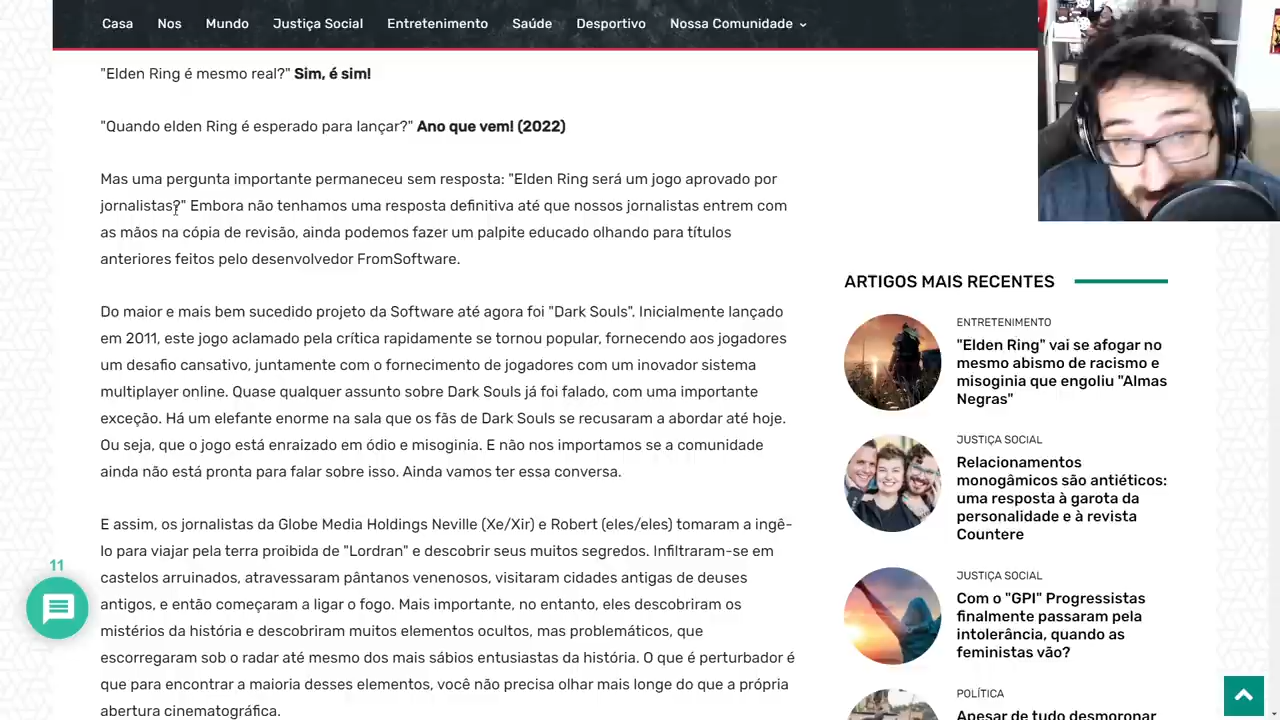 Casa Nos Mundo Justiça Social Entretenimento Saúde Desportivo Nossa Comunidade
"Elden Ring é mesmo real?" Sim, é sim!
"Quando elden Ring é esperado para lançar?" Ano que vem! (2022)
Mas uma pergunta importante permaneceu sem resposta: "Elden Ring será um jogo aprovado por
jornalistas?" Embora não tenhamos uma resposta definitiva até que nossos jornalistas entrem com
as mãos na cópia de revisão, ainda podemos fazer um palpite educado olhando para títulos
anteriores feitos pelo desenvolvedor FromSoftware.
Do maior e mais bem sucedido projeto da Software até agora foi "Dark Souls". Inicialmente lançado
em 2011, este jogo aclamado pela crítica rapidamente se tornou popular, fornecendo aos jogadores
um desafio cansativo, juntamente com o fornecimento de jogadores com um inovador sistema
multiplayer online. Quase qualquer assunto sobre Dark Souls já foi falado, com uma importante
exceção. Há um elefante enorme na sala que os fãs de Dark Souls se recusaram a abordar até hoje.
Ou seja, que o jogo está enraizado em ódio e misoginia. E não nos importamos se a comunidade
ainda não está pronta para falar sobre isso. Ainda vamos ter essa conversa.
E assim, os jornalistas da Globe Media Holdings Neville (Xe/Xir) e Robert (eles/eles) tomaram a ingê-
lo para viajar pela terra proibida de "Lordran" e descobrir seus muitos segredos. Infiltraram-se em
castelos arruinados, atravessaram pântanos venenosos, visitaram cidades antigas de deuses
antigos, e então começaram a ligar o fogo. Mais importante, no entanto, eles descobriram os
mistérios da história e descobriram muitos elementos ocultos, mas problemáticos, que
escorregaram sob o radar até mesmo dos mais sábios entusiastas da história. O que é perturbador é
que para encontrar a maioria desses elementos, você não precisa olhar mais longe do que a própria
abertura cinematográfica.
11
ARTIGOS MAIS RECENTES
ENTRETENIMENTO
"Elden Ring" vai se afogar no
mesmo abismo de racismo e
misoginia que engoliu "Almas
Negras"
JUSTIÇA SOCIAL
Relacionamentos
monogâmicos são antiéticos:
uma resposta à garota da
personalidade e à revista
Countere
JUSTIÇA SOCIAL
Com o "GPI" Progressistas
finalmente passaram pela
intolerância, quando as
feministas vão?
POLÍTICA
Apesar de tudo desmoronar